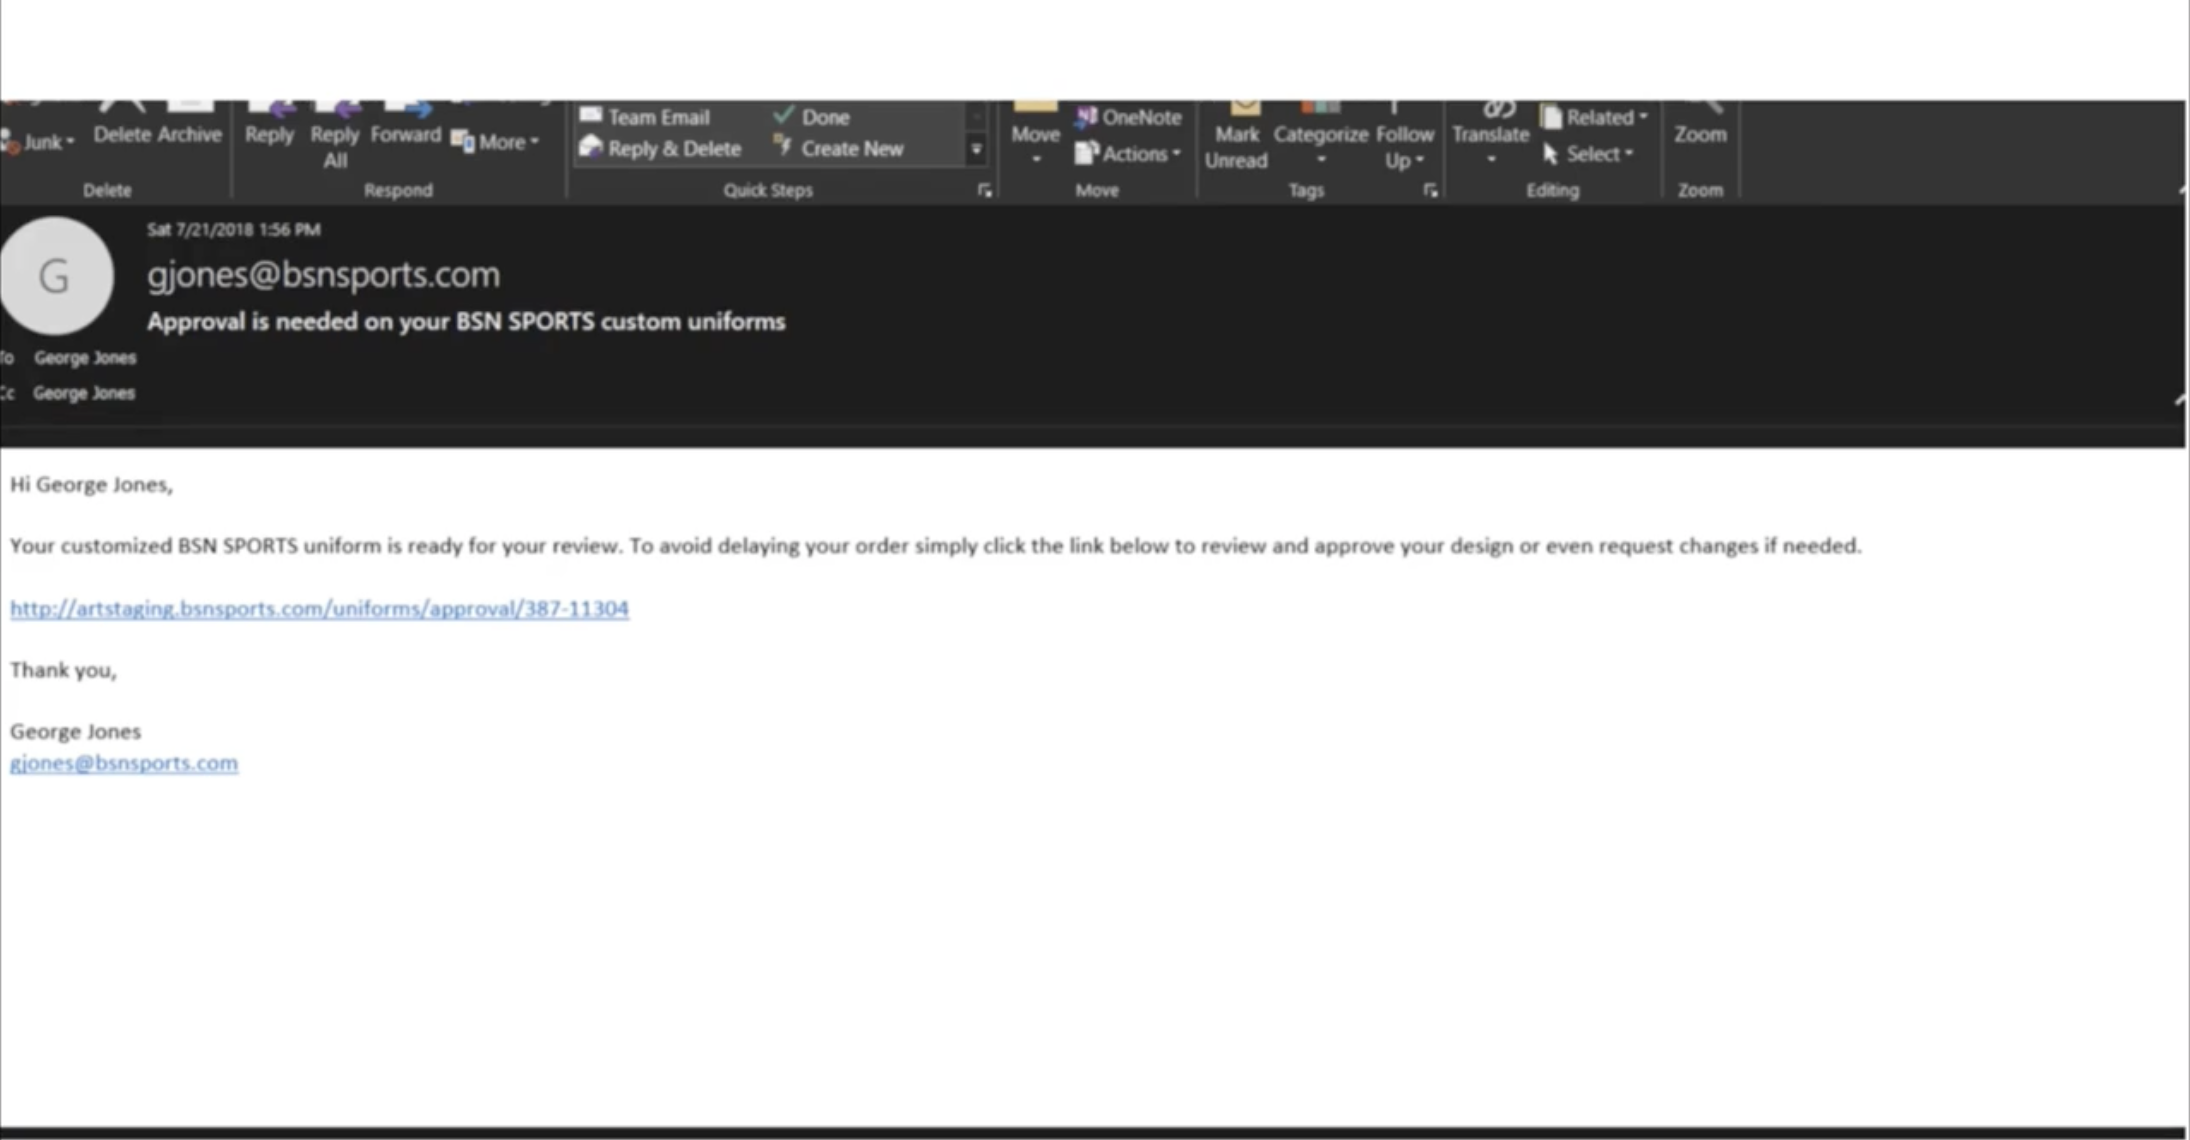 Junk
Delete Archive
Reply
Reply All
Forward
More
Delete
Respond
Team Email
Done
Reply & Delete
Create New
Quick Steps
Move
OneNote
Actions
Move
Mark Unread
Categorize
Follow Up
Tags
Translate
Related
Select
Editing
Zoom
Zoom
G
Sat 7/21/2018 1:56 PM
gjones@bsnsports.com
Approval is needed on your BSN SPORTS custom uniforms
To George Jones
Cc George Jones
Hi George Jones,
Your customized BSN SPORTS uniform is ready for your review. To avoid delaying your order simply click the link below to review and approve your design or even request changes if needed.
http://artstaging.bsnsports.com/uniforms/approval/387-11304
Thank you,
George Jones
gjones@bsnsports.com